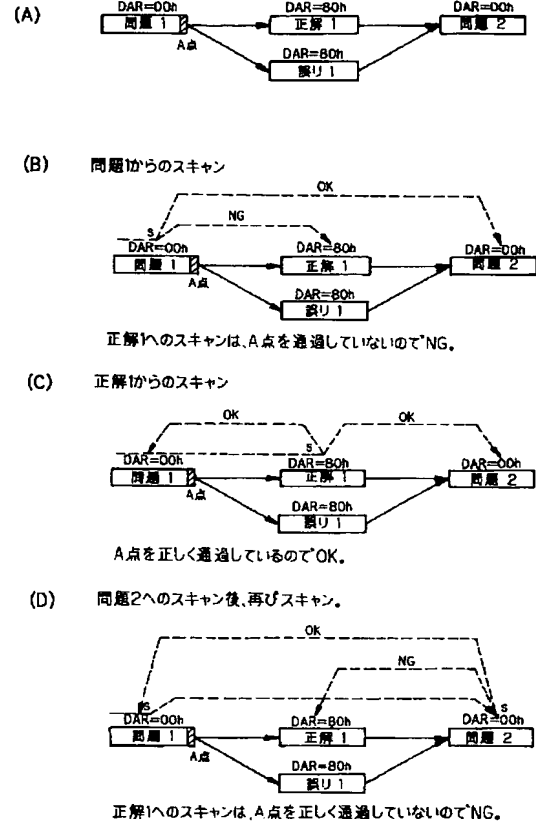 (A)
DAR=00h DAR=80h DAR=00h
問題 1 正解 1 問題 2
A点
DAR=80h
誤り 1
(B) 問題1からのスキャン
OK
S NG
DAR=00h DAR=80h DAR=00h
問題 1 正解 1 問題 2
A点
DAR=80h
誤り 1
正解1へのスキャンは、A点を通過していないのでNG。
(C) 正解1からのスキャン
OK OK
S
DAR=00h DAR=80h DAR=00h
問題 1 正解 1 問題 2
A点
DAR=80h
誤り 1
A点を正しく通過しているのでOK。
(D) 問題2へのスキャン後、再びスキャン。
OK
NG
S S
DAR=00h DAR=80h DAR=00h
問題 1 正解 1 問題 2
A点
DAR=80h
誤り 1
正解1へのスキャンは、A点を正しく通過していないのでNG。